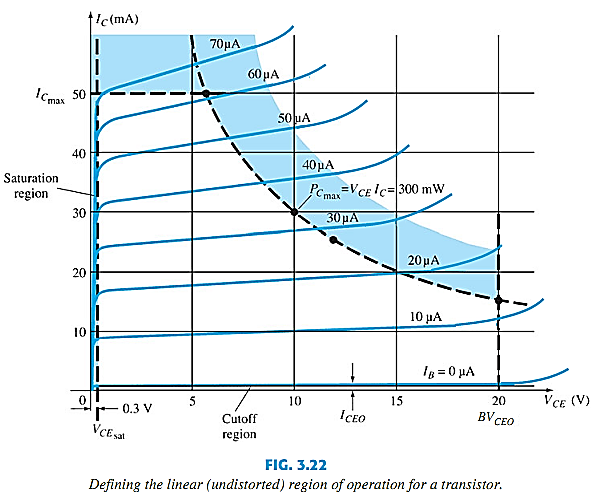 I_C (mA)
70 μA
60 μA
I_Cmax 50
50 μA
40
40 μA
Saturation
region
P_Cmax = V_CE I_C = 300 mW
30
30 μA
20
20 μA
10
10 μA
I_B = 0 μA
0 5 10 15 20 V_CE (V)
0.3 V
V_CEsat
Cutoff
region
I_CEO
BV_CEO
FIG. 3.22
Defining the linear (undistorted) region of operation for a transistor.